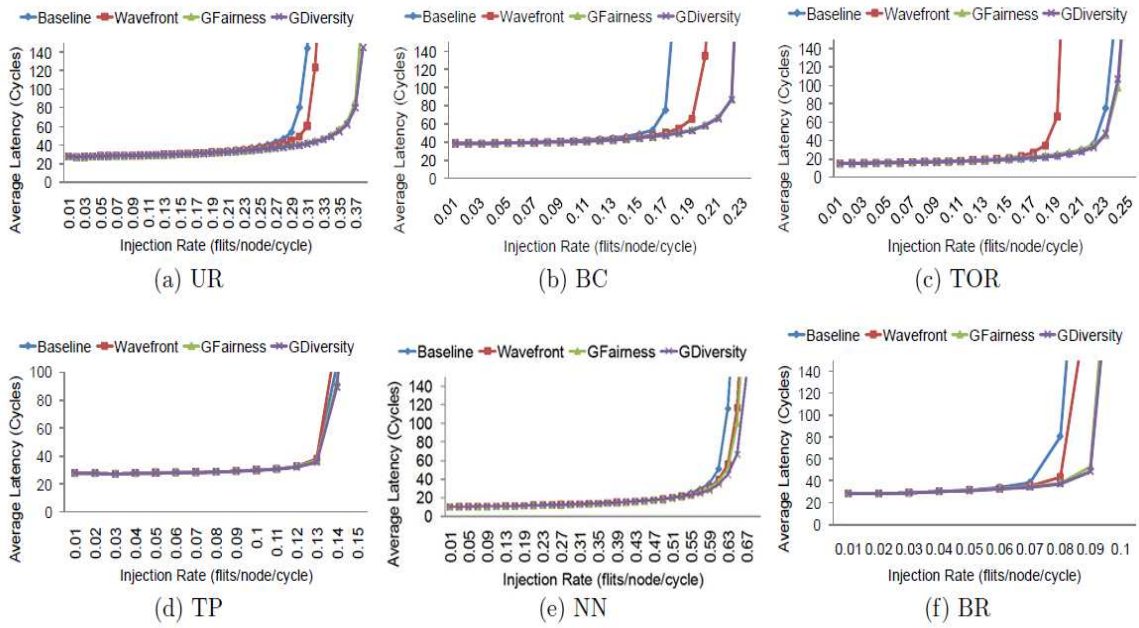 Baseline Wavefront GFairness GDiversity
Average Latency (Cycles)
140
120
100
80
60
40
20
0
0.01 0.03 0.05 0.07 0.09 0.11 0.13 0.15 0.17 0.19 0.21 0.23 0.25 0.27 0.29 0.31 0.33 0.35 0.37
Injection Rate (flits/node/cycle)
(a) UR
Baseline Wavefront GFairness GDiversity
Average Latency (Cycles)
140
120
100
80
60
40
20
0
0.01 0.03 0.05 0.07 0.09 0.11 0.13 0.15 0.17 0.19 0.21 0.23
Injection Rate (flits/node/cycle)
(b) BC
Baseline Wavefront GFairness GDiversity
Average Latency (Cycles)
140
120
100
80
60
40
20
0
0.01 0.03 0.05 0.07 0.09 0.11 0.13 0.15 0.17 0.19 0.21 0.23 0.25
Injection Rate (flits/node/cycle)
(c) TOR
Baseline Wavefront GFairness GDiversity
Average Latency (Cycles)
100
80
60
40
20
0
0.01 0.02 0.03 0.04 0.05 0.06 0.07 0.08 0.09 0.1 0.11 0.12 0.13 0.14 0.15
Injection Rate (flits/node/cycle)
(d) TP
Baseline Wavefront GFairness GDiversity
Average Latency (Cycles)
140
120
100
80
60
40
20
0
0.01 0.05 0.09 0.13 0.19 0.23 0.27 0.31 0.35 0.39 0.43 0.47 0.51 0.55 0.59 0.63 0.67
Injection Rate (flits/node/cycle)
(e) NN
Baseline Wavefront GFairness GDiversity
Average Latency (Cycles)
140
120
100
80
60
40
20
0
0.01 0.02 0.03 0.04 0.05 0.06 0.07 0.08 0.09 0.1
Injection Rate (flits/node/cycle)
(f) BR